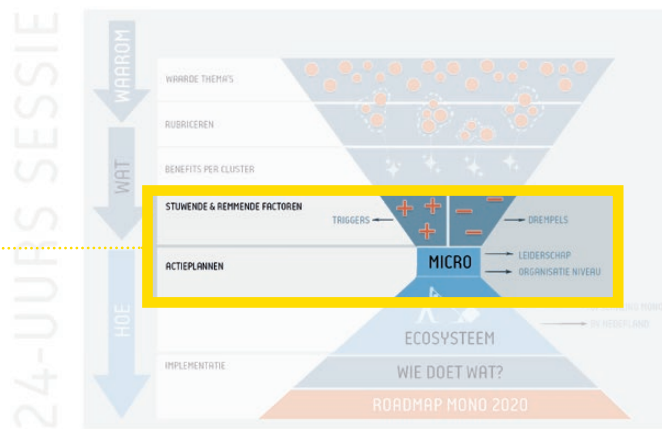 24-UURS SESSIE
WAAROM
WAARDE THEMA'S
RUBRICEREN
WAT
BENEFITS PER CLUSTER
STUWENDE & REMMENDE FACTOREN
TRIGGERS
DREMPELS
ACTIEPLANNEN
MICRO
LEIDERSCHAP
ORGANISATIE NIVEAU
HOE
ECOSYSTEEM
NEDERLAND
IMPLEMENTATIE
WIE DOET WAT?
ROADMAP MONO 2020